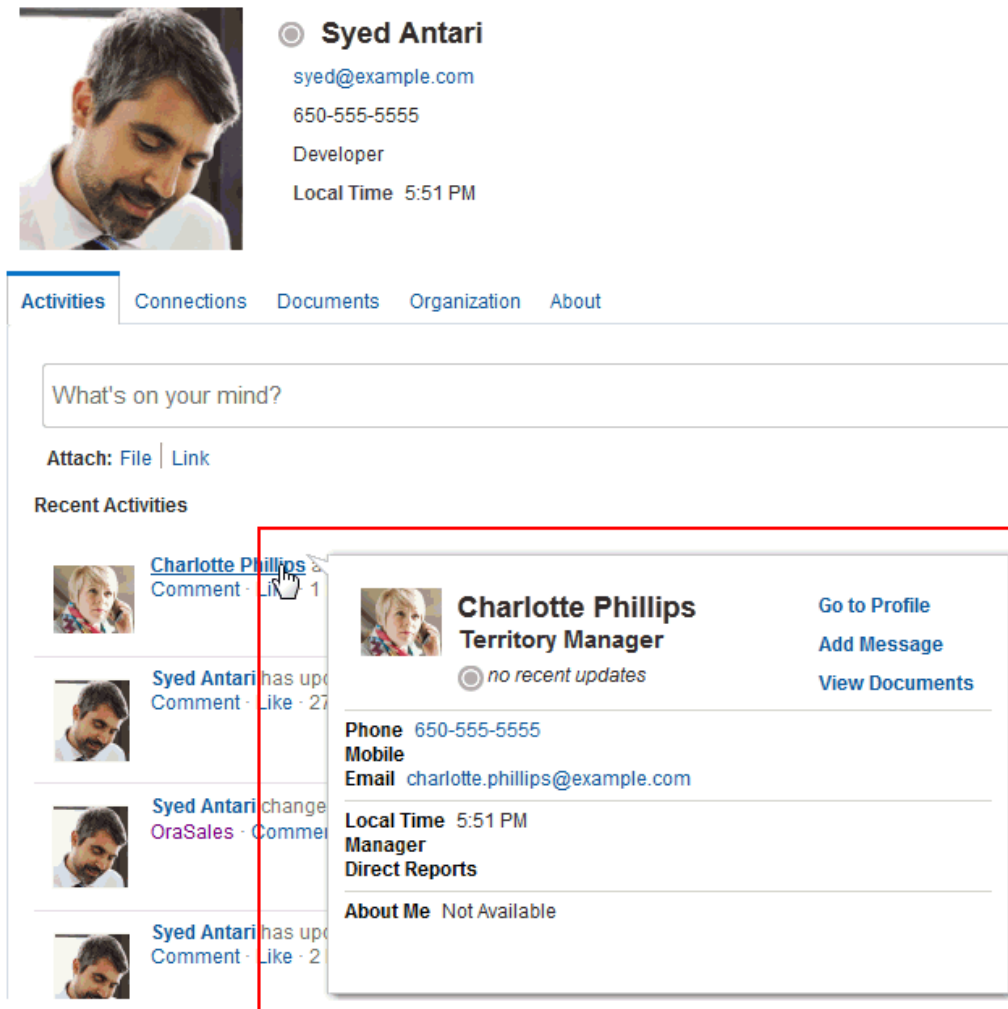 Syed Antari
syed@example.com
650-555-5555
Developer
Local Time 5:51 PM
Activities Connections Documents Organization About
What's on your mind?
Attach: File | Link
Recent Activities
Charlotte Phillips a
Comment · Like · 1
Syed Antari has upd
Comment · Like · 27
Syed Antari change
OraSales · Commen
Syed Antari has upd
Comment · Like · 2
Charlotte Phillips
Territory Manager
no recent updates
Go to Profile
Add Message
View Documents
Phone 650-555-5555
Mobile
Email charlotte.phillips@example.com
Local Time 5:51 PM
Manager
Direct Reports
About Me Not Available